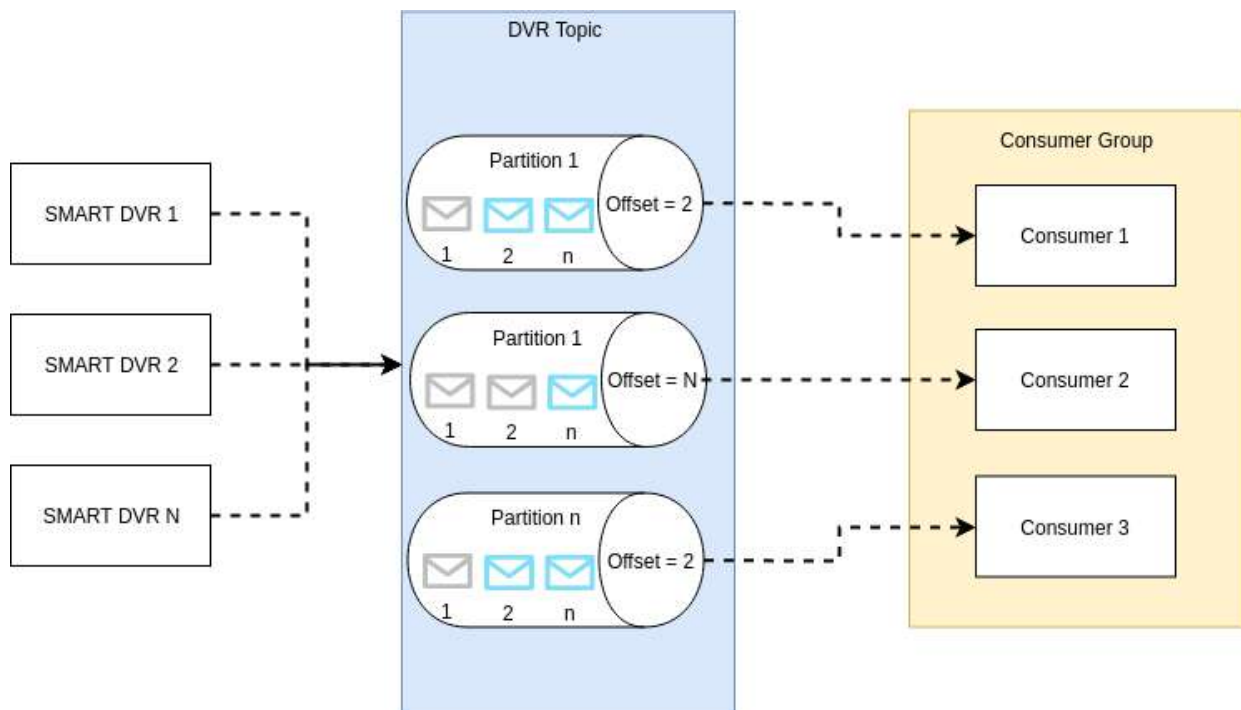 DVR Topic
SMART DVR 1
SMART DVR 2
SMART DVR N
Partition 1
Offset = 2
1 2 n
Partition 1
Offset = N
1 2 n
Partition n
Offset = 2
1 2 n
Consumer Group
Consumer 1
Consumer 2
Consumer 3